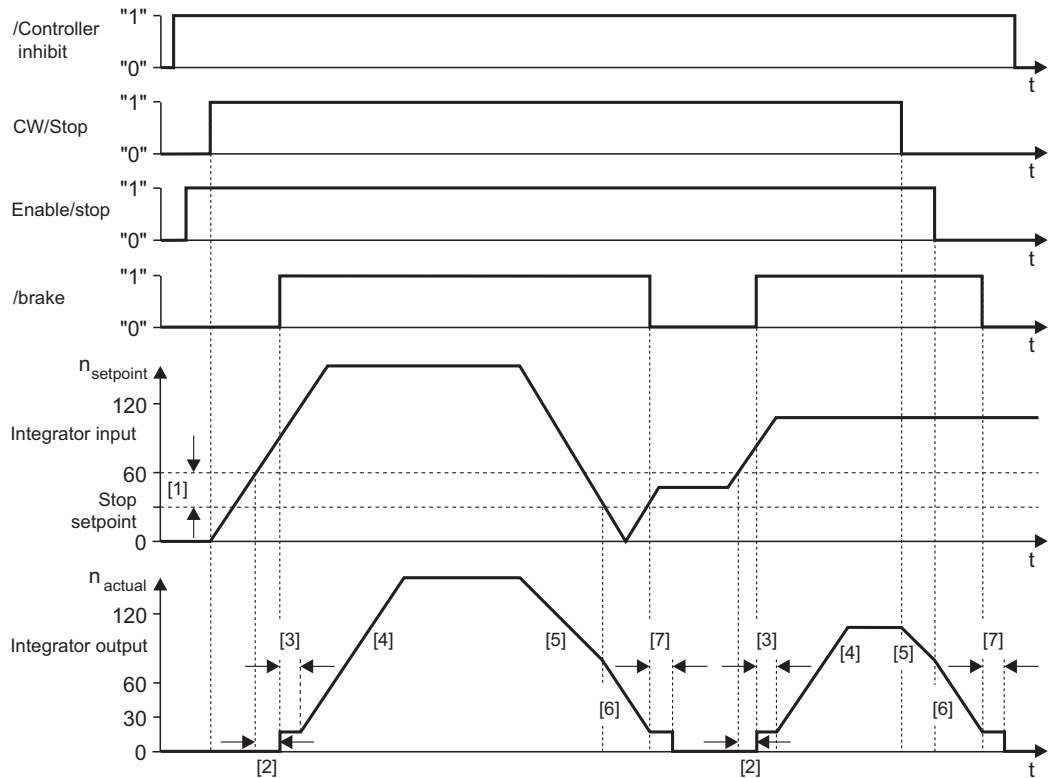 /Controller
inhibit
"1"
"0"
t
CW/Stop
"1"
"0"
t
Enable/stop
"1"
"0"
t
/brake
"1"
"0"
t
n setpoint
120
Integrator input
60
[1]
Stop
setpoint
0
t
n actual
120
Integrator output
[3]
[4]
[5]
[7]
[3]
[4]
[5]
[7]
60
30
[6]
[6]
0
[2]
[2]
t